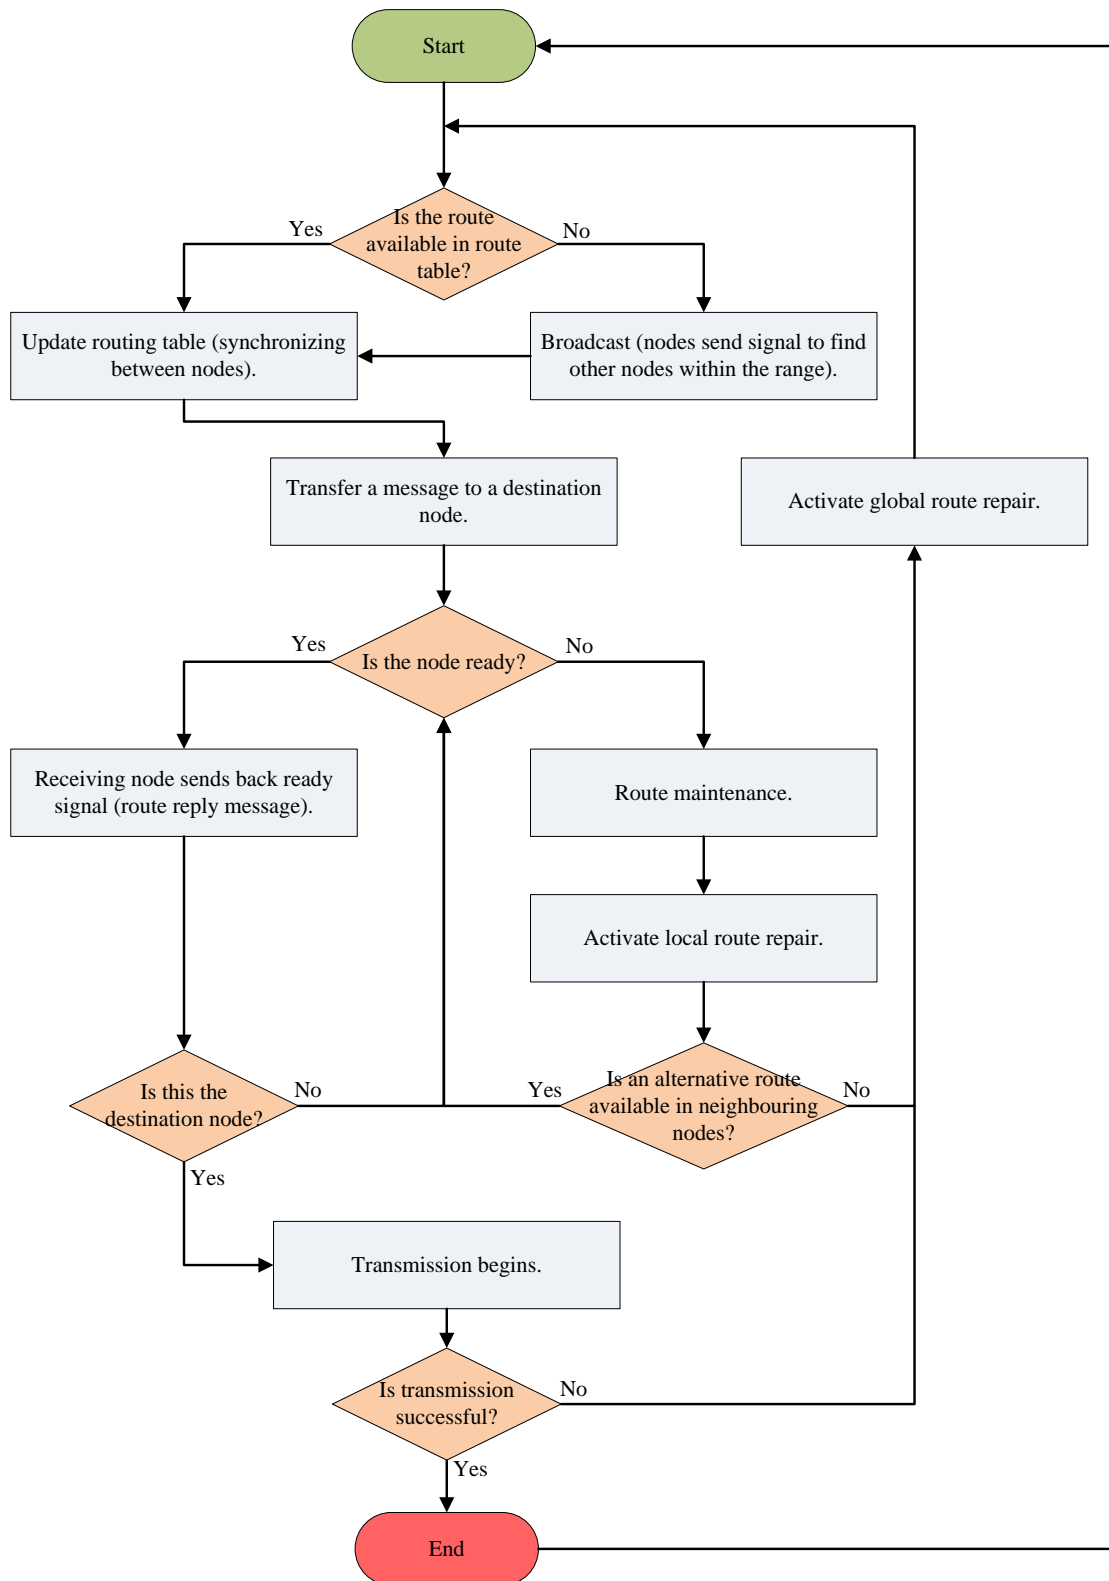 Start
Is the route
available in route
table?
Yes
No
Update routing table (synchronizing
between nodes).
Broadcast (nodes send signal to find
other nodes within the range).
Transfer a message to a destination
node.
Activate global route repair.
Is the node ready?
Yes
No
Receiving node sends back ready
signal (route reply message).
Route maintenance.
Activate local route repair.
Is this the
destination node?
No
Yes
Is an alternative route
available in neighbouring
nodes?
Yes
No
Transmission begins.
Is transmission
successful?
No
Yes
End